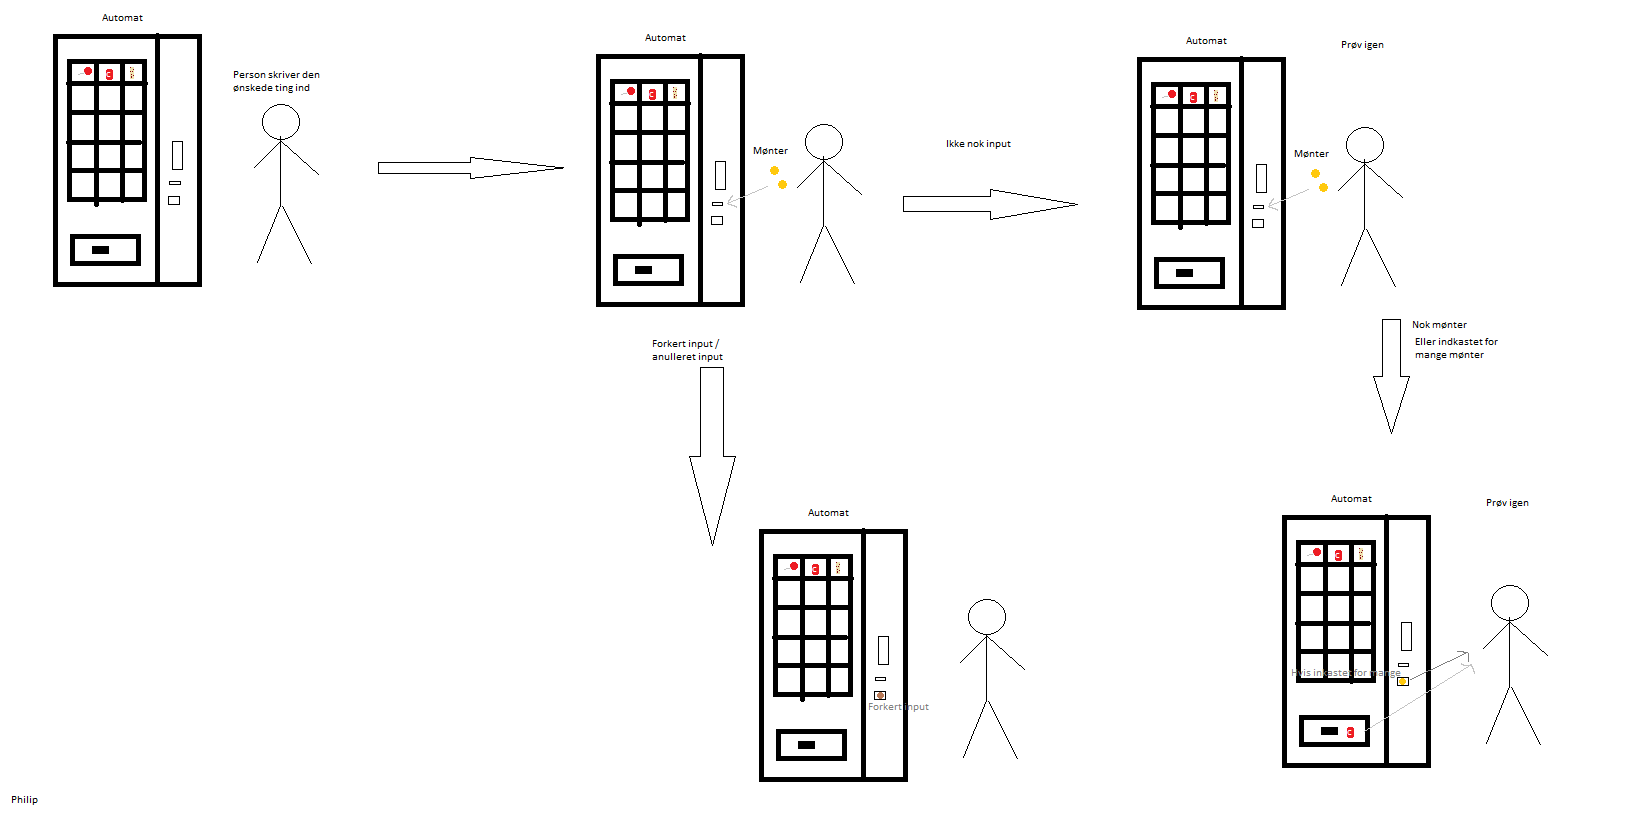 Automat
Person skriver den
ønskede ting ind
C
Automat
C
Mønter
Ikke nok input
Automat
Prøv igen
C
Mønter
Forkert input /
anulleret input
Nok mønter
Eller indkastet for
mange mønter
Automat
C
Forkert input
Automat
Prøv igen
C
Hvis inkastet for mange
C
Philip